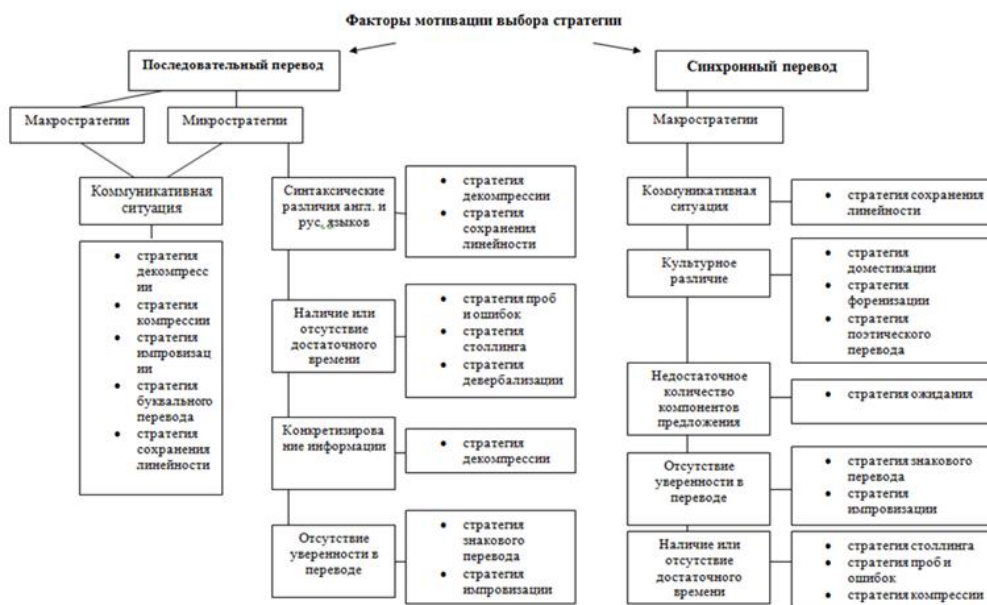 Факторы мотивации выбора стратегии
Последовательный перевод
Макростратегии
Микростратегии
Коммуникативная
ситуация
• стратегия
декомпресс
ии
• стратегия
компрессии
• стратегия
импровизац
ии
• стратегия
буквального
перевода
• стратегия
сохранения
линейности
Синтаксические
различия англ. и
рус. языков
• стратегия
декомпрессии
• стратегия
сохранения
линейности
Наличие или
отсутствие
достаточного
времени
• стратегия проб
и ошибок
• стратегия
столлинга
• стратегия
девербализации
Конкретизиров
ание информации
• стратегия
декомпрессии
Отсутствие
уверенности в
переводе
• стратегия
знакового
перевода
• стратегия
импровизации
Синхронный перевод
Макростратегии
Коммуникативная
ситуация
• стратегия сохранения
линейности
Культурное
различие
• стратегия
доместикации
• стратегия
форенизации
• стратегия
поэтического
перевода
Недостаточное
количество
компонентов
предложения
• стратегия ожидания
Отсутствие
уверенности в
переводе
• стратегия знакового
перевода
• стратегия
импровизации
Наличие или
отсутствие
достаточного
времени
• стратегия столлинга
• стратегия проб и
ошибок
• стратегия компрессии